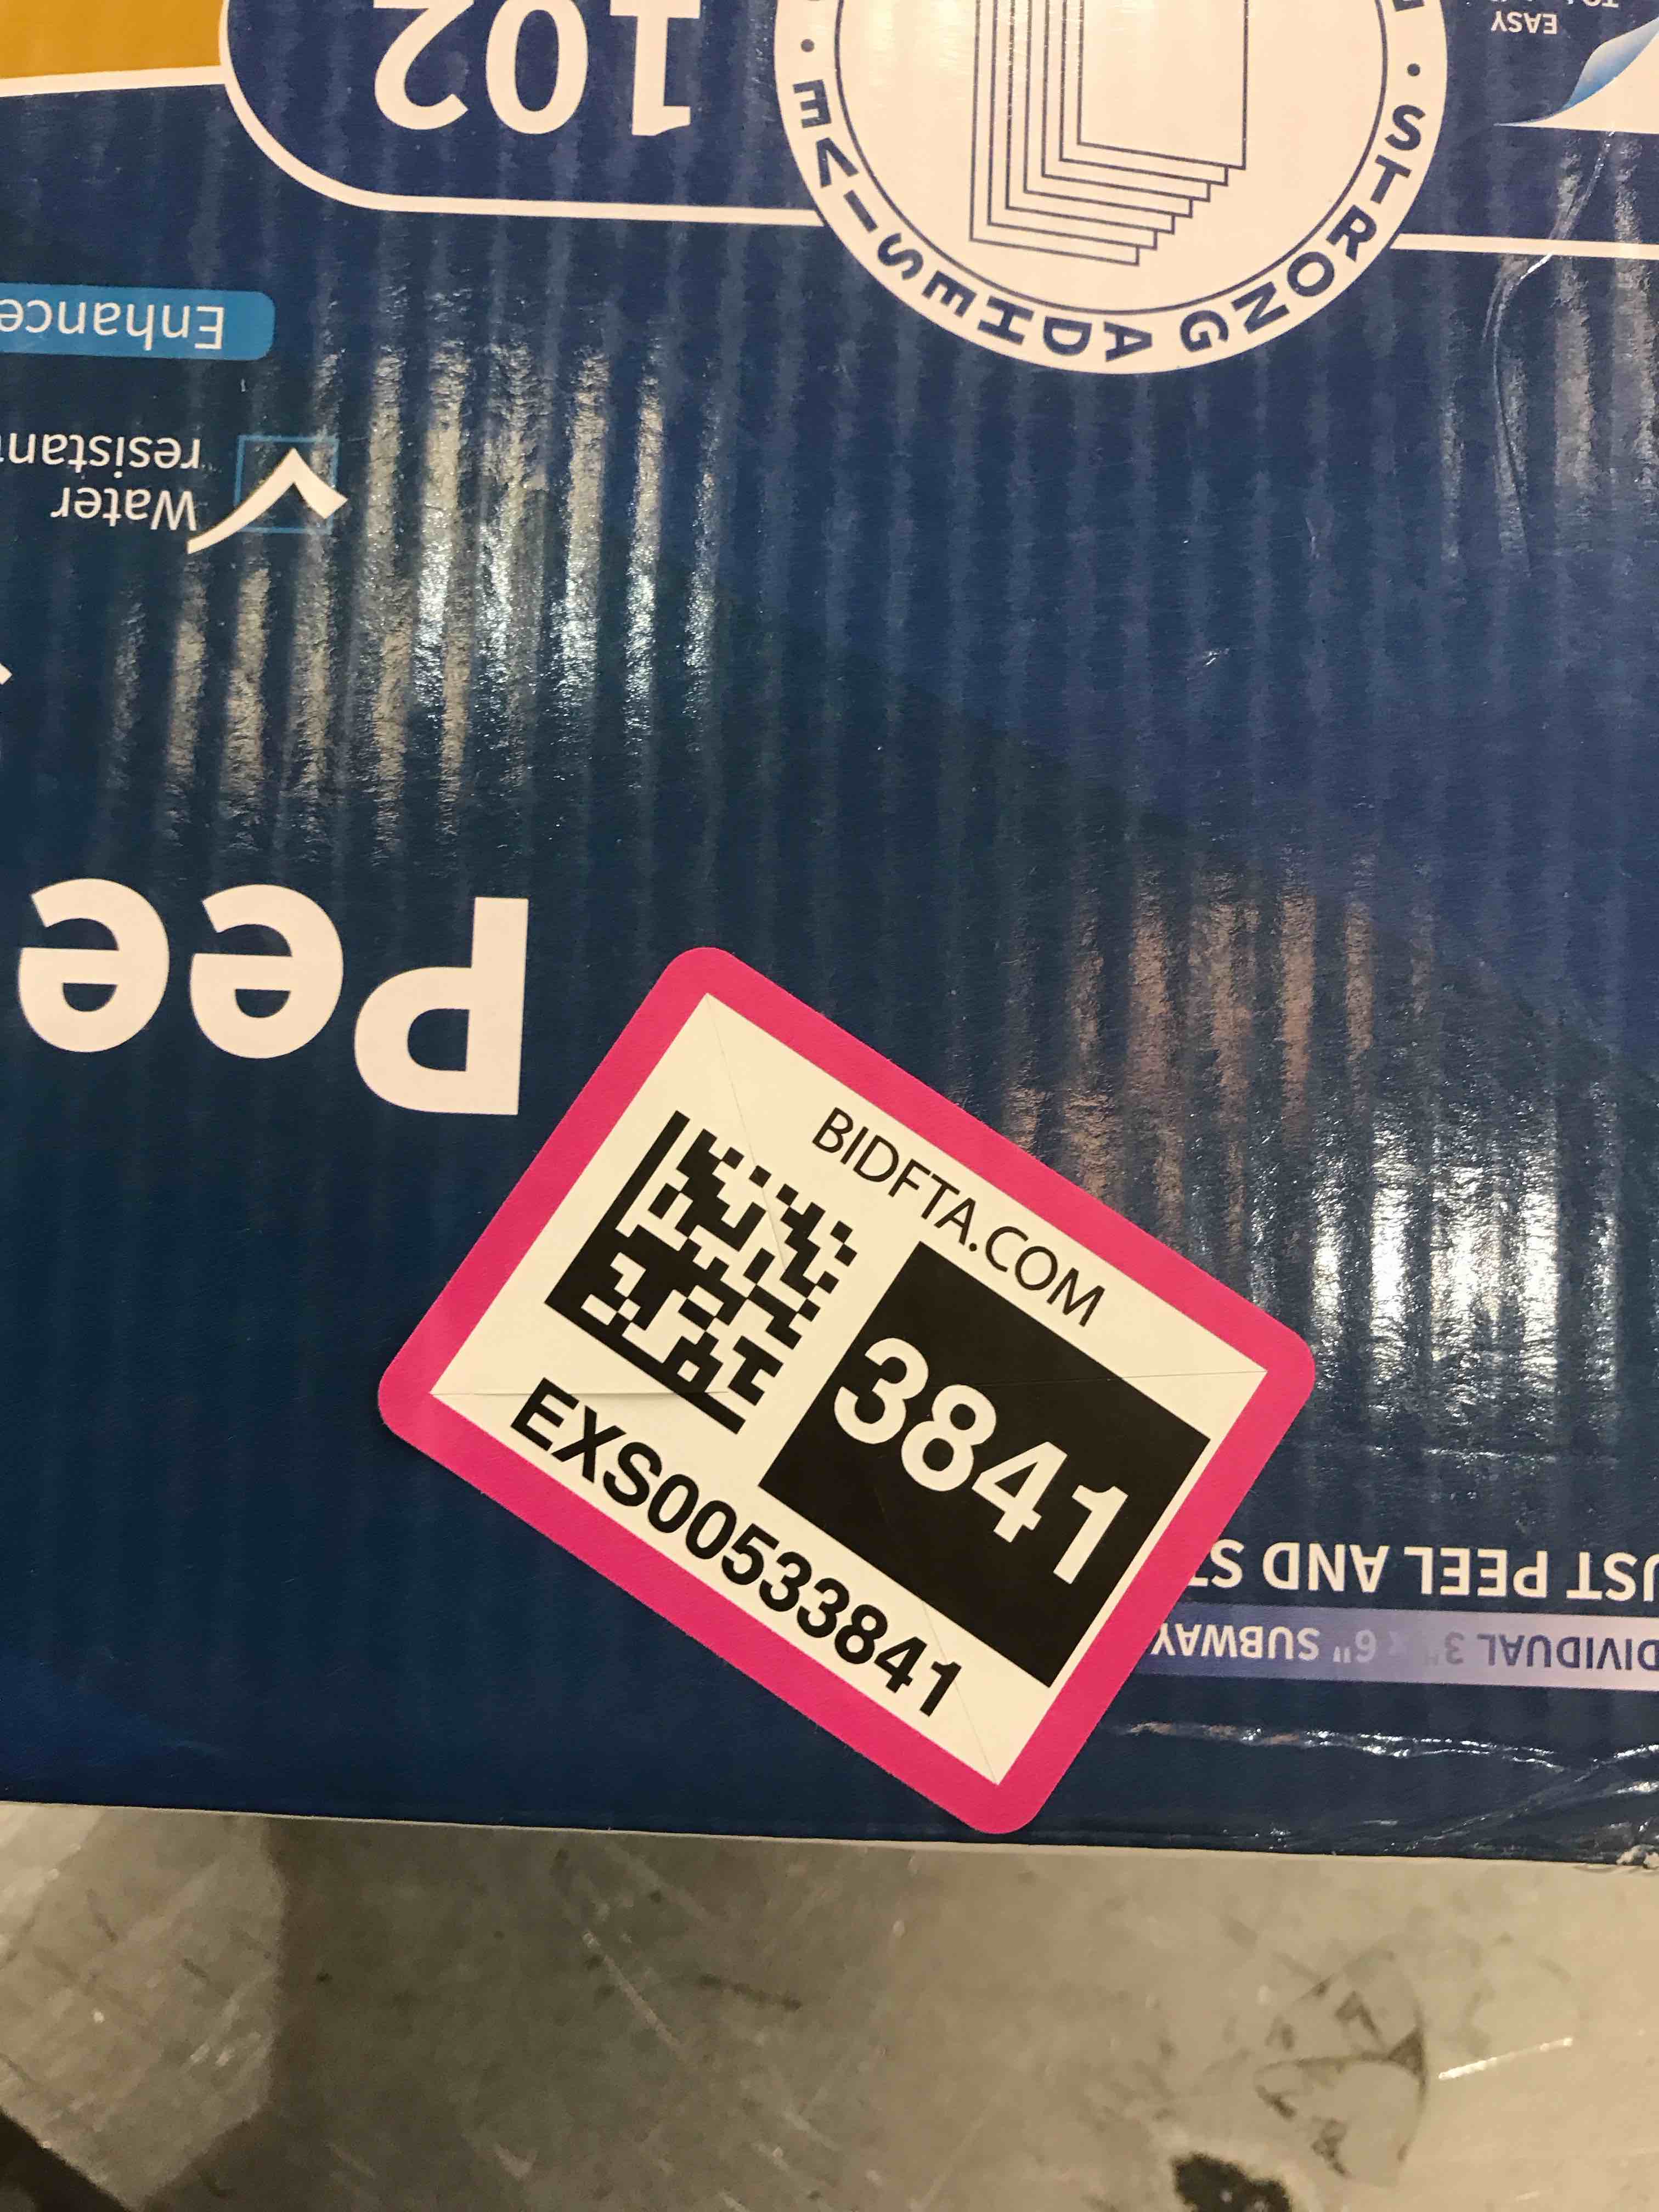 BIDFTA.COM
3841
EXS00533841
UST PEEL AND
DIVIDUAL 3" x 6" SUBWAY
Pee
Water
resistan
Enhance
STRONG ADHESIVE
102
EASY